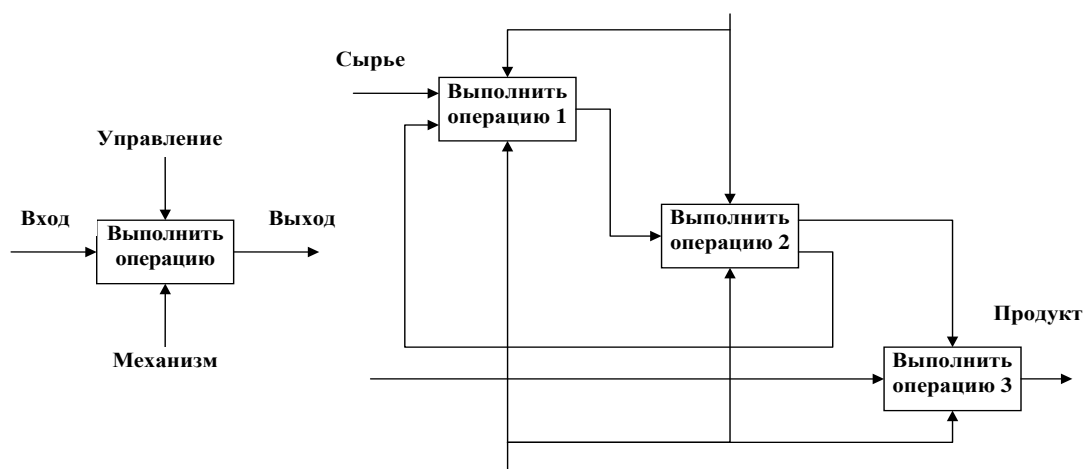 Управление
Вход
Выход
Выполнить
операцию
Механизм
Сырье
Выполнить
операцию 1
Выполнить
операцию 2
Продукт
Выполнить
операцию 3